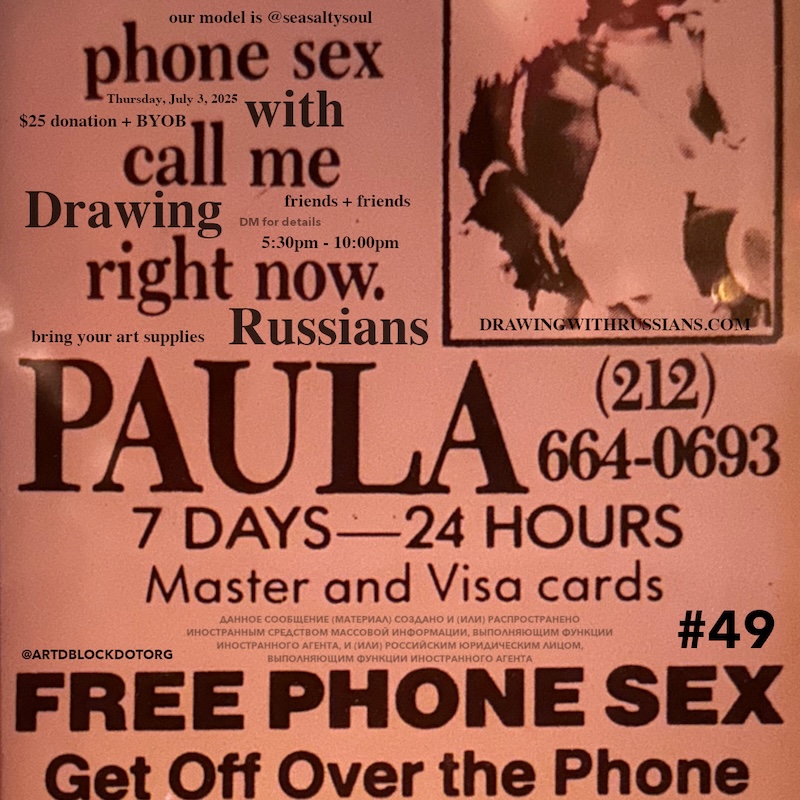 our model is @seasaltysoul
phone sex
Thursday, July 3, 2025
with
$25 donation + BYOB
call me
friends + friends
Drawing
DM for details
5:30pm - 10:00pm
right now.
Russians
bring your art supplies
DRAWINGWITHRUSSIANS.COM
PAULA
(212)
664-0693
7 DAYS—24 HOURS
Master and Visa cards
ДАННОЕ СООБЩЕНИЕ (МАТЕРИАЛ) СОЗДАНО И (ИЛИ) РАСПРОСТРАНЕНО
ИНОСТРАННЫМ СРЕДСТВОМ МАССОВОЙ ИНФОРМАЦИИ, ВЫПОЛНЯЮЩИМ ФУНКЦИИ
ИНОСТРАННОГО АГЕНТА, И (ИЛИ) РОССИЙСКИМ ЮРИДИЧЕСКИМ ЛИЦОМ,
ВЫПОЛНЯЮЩИМ ФУНКЦИИ ИНОСТРАННОГО АГЕНТА
#49
@ARTDBLOCKDOTORG
FREE PHONE SEX
Get Off Over the Phone